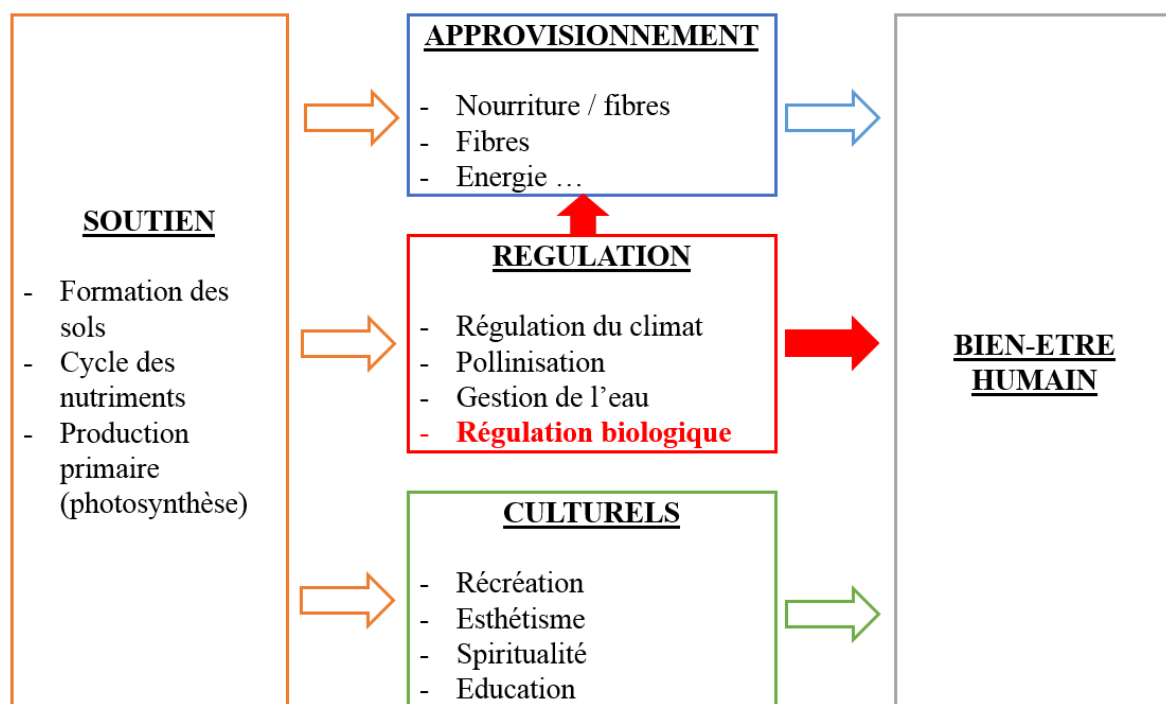 SOUTIEN
- Formation des
sols
- Cycle des
nutriments
- Production
primaire
(photosynthèse)
APPROVISIONNEMENT
- Nourriture / fibres
- Fibres
- Energie …
REGULATION
- Régulation du climat
- Pollinisation
- Gestion de l’eau
- Régulation biologique
CULTURELS
- Récréation
- Esthétisme
- Spiritualité
- Education
BIEN-ETRE
HUMAIN